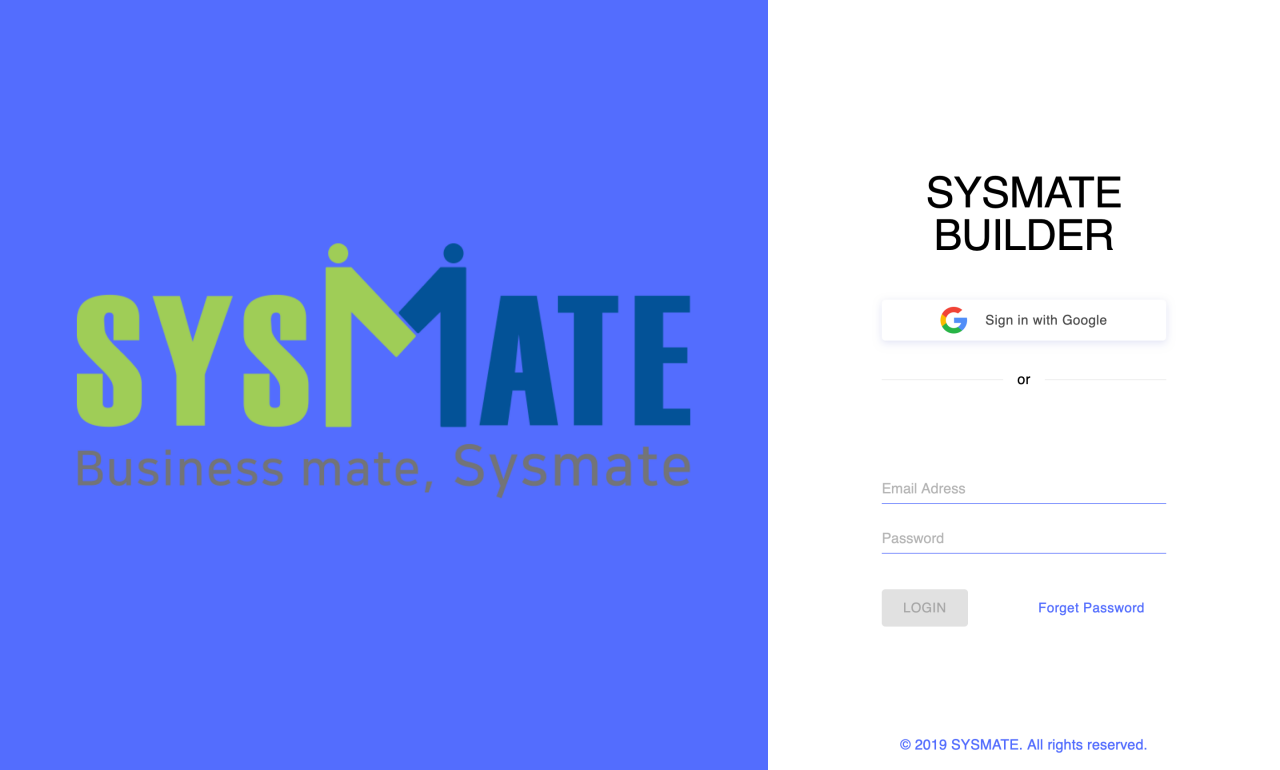 SYSMATE
Business mate, Sysmate
SYSMATE
BUILDER
Sign in with Google
or
Email Adress
Password
LOGIN
Forget Password
© 2019 SYSMATE. All rights reserved.